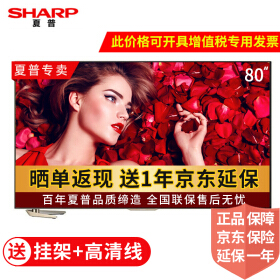 SHARP
夏普
此价格可开具增值税专用发票
夏普专卖
80"
晒单返现 送1年京东延保
百年夏普品质缔造 全国联保售后无忧
送 挂架+高清线
正品保障
京东保险
延保一年